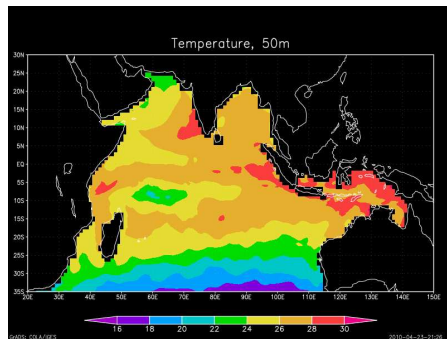 Temperature, 50m
30N
25N
20N
15N
10N
5N
EQ
5S
10S
15S
20S
25S
30S
35S
20E 30E 40E 50E 60E 70E 80E 90E 100E 110E 120E 130E 140E 150E
16 18 20 22 24 26 28 30
GrADS: COLA/IGES 2010-04-23-21:26